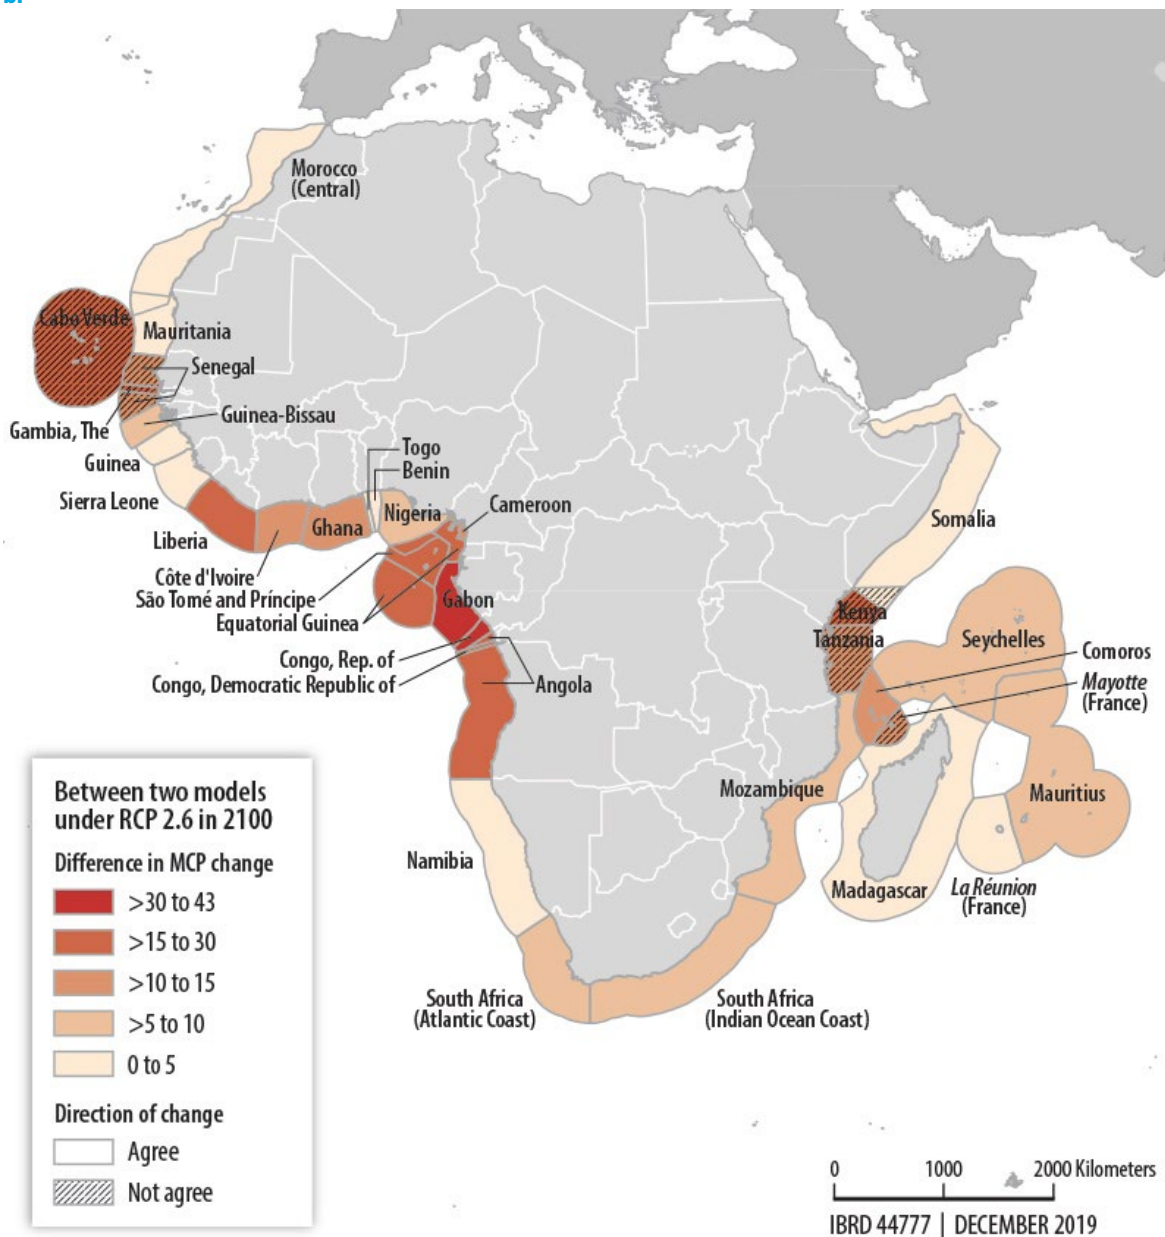 b.
Morocco
(Central)
Cabo Verde
Mauritania
Senegal
Gambia, The
Guinea-Bissau
Guinea
Sierra Leone
Togo
Benin
Nigeria
Cameroon
Liberia
Ghana
Côte d'Ivoire
São Tomé and Príncipe
Equatorial Guinea
Gabon
Congo, Rep. of
Congo, Democratic Republic of
Angola
Somalia
Kenya
Tanzania
Seychelles
Comoros
Mayotte
(France)
Mozambique
Mauritius
Namibia
Madagascar
La Réunion
(France)
South Africa
(Atlantic Coast)
South Africa
(Indian Ocean Coast)
Between two models
under RCP 2.6 in 2100
Difference in MCP change
>30 to 43
>15 to 30
>10 to 15
>5 to 10
0 to 5
Direction of change
Agree
Not agree
0 1000 2000 Kilometers
IBRD 44777 | DECEMBER 2019